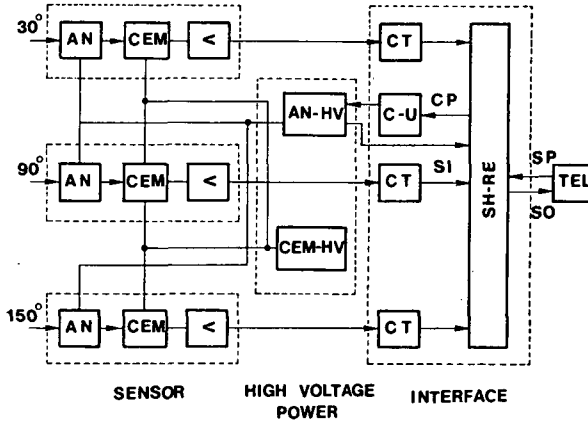 30°
AN
CEM
<
CT
AN-HV
C-U
CP
90°
AN
CEM
<
CT
SI
SH-RE
SP
TEL
SO
CEM-HV
150°
AN
CEM
<
CT
SENSOR
HIGH VOLTAGE
POWER
INTERFACE